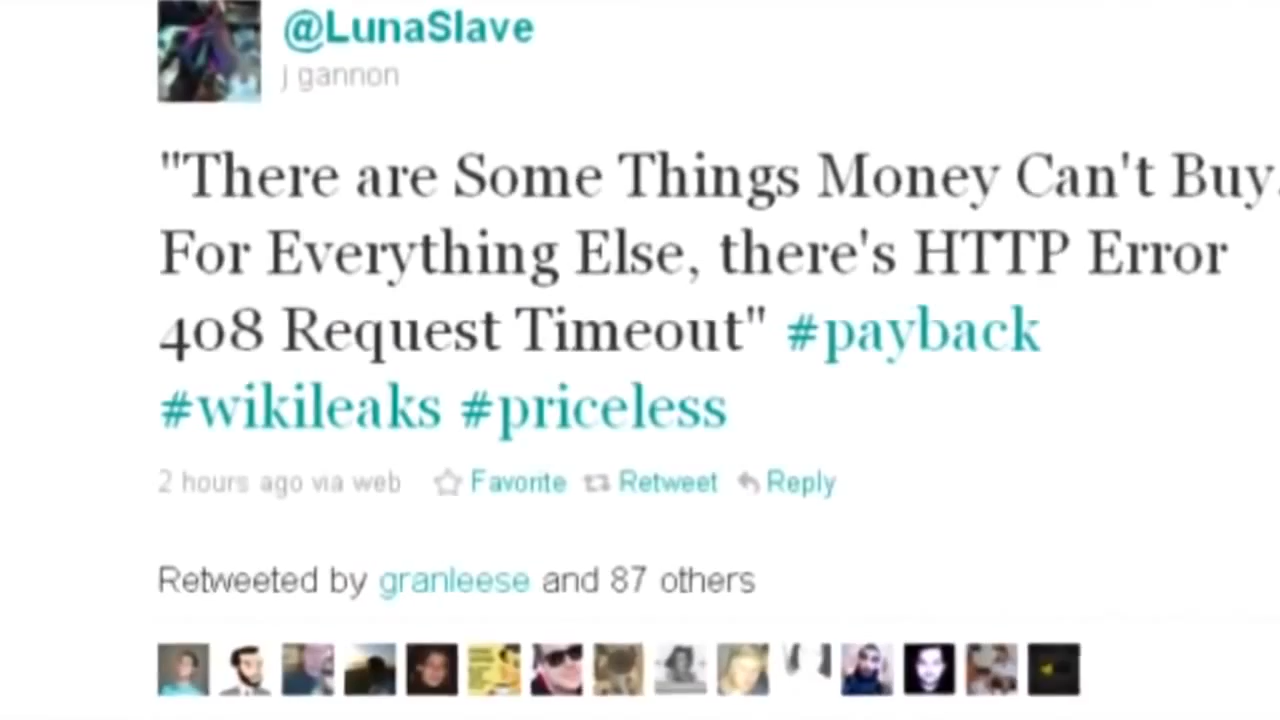 @LunaSlave
j gannon
"There are Some Things Money Can't Buy.
For Everything Else, there's HTTP Error
408 Request Timeout" #payback
#wikileaks #priceless
2 hours ago via web Favorite Retweet Reply
Retweeted by granleese and 87 others